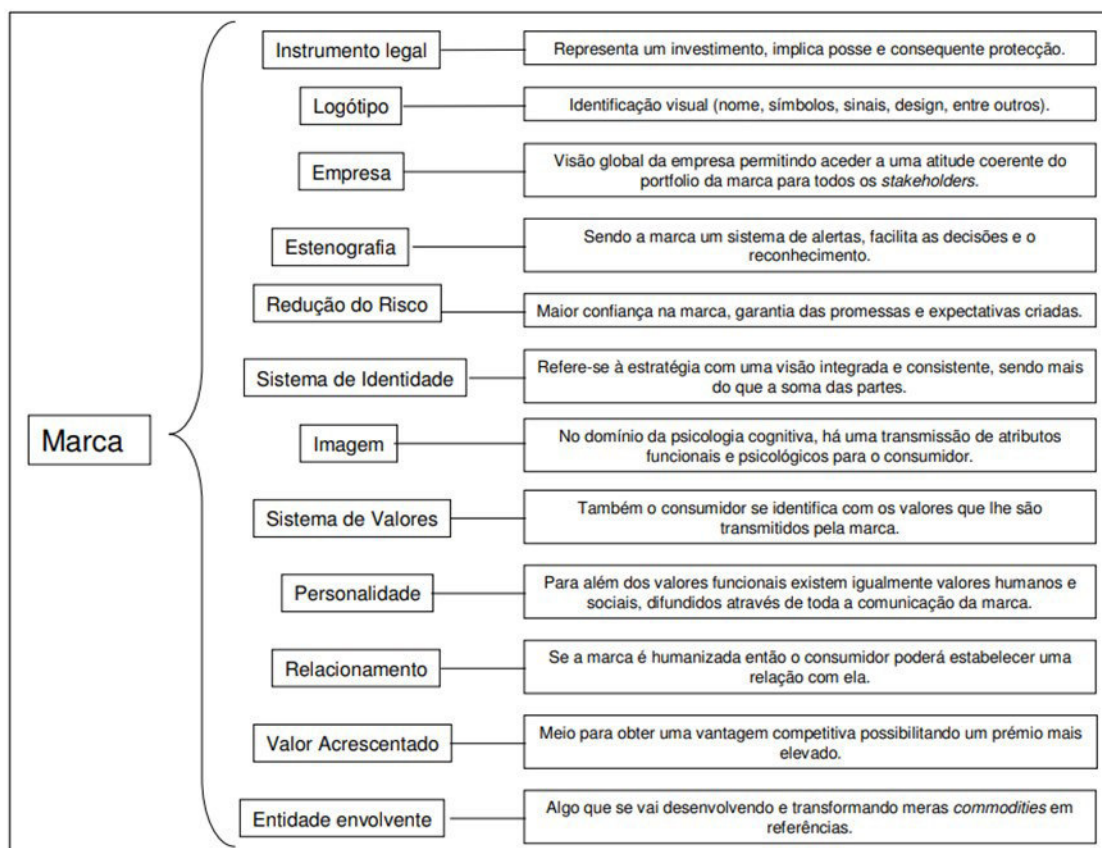 Marca
Instrumento legal
Representa um investimento, implica posse e consequente protecção.
Logótipo
Identificação visual (nome, símbolos, sinais, design, entre outros).
Empresa
Visão global da empresa permitindo aceder a uma atitude coerente do
portfolio da marca para todos os stakeholders.
Estenografia
Sendo a marca um sistema de alertas, facilita as decisões e o
reconhecimento.
Redução do Risco
Maior confiança na marca, garantia das promessas e expectativas criadas.
Sistema de Identidade
Refere-se à estratégia com uma visão integrada e consistente, sendo mais
do que a soma das partes.
Imagem
No domínio da psicologia cognitiva, há uma transmissão de atributos
funcionais e psicológicos para o consumidor.
Sistema de Valores
Também o consumidor se identifica com os valores que lhe são
transmitidos pela marca.
Personalidade
Para além dos valores funcionais existem igualmente valores humanos e
sociais, difundidos através de toda a comunicação da marca.
Relacionamento
Se a marca é humanizada então o consumidor poderá estabelecer uma
relação com ela.
Valor Acrescentado
Meio para obter uma vantagem competitiva possibilitando um prémio mais
elevado.
Entidade envolvente
Algo que se vai desenvolvendo e transformando meras commodities em
referências.